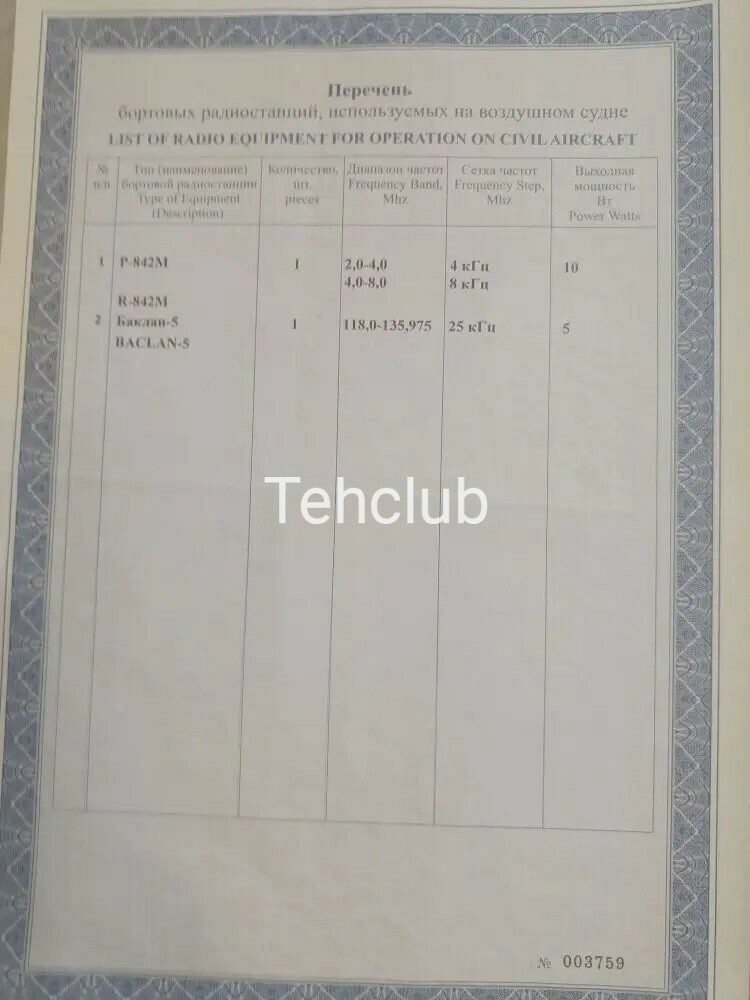 Перечень
бортовых радиостанций, используемых на воздушном судне
LIST OF RADIO EQUIPMENT FOR OPERATION ON CIVIL AIRCRAFT
№ п/п
Тип (наименование) бортовой радиостанции Type of Equipment (Description)
Количество, шт. pieces
Диапазон частот Frequency Band, Mhz
Сетка частот Frequency Step, Mhz
Выходная мощность Вт Power Watts
1 Р-842М 1 2,0-4,0 4 кГц 10
4,0-8,0 8 кГц
R-842M
2 Баклан-5 1 118,0-135,975 25 кГц 5
BACLAN-5
Tehclub
№ 003759